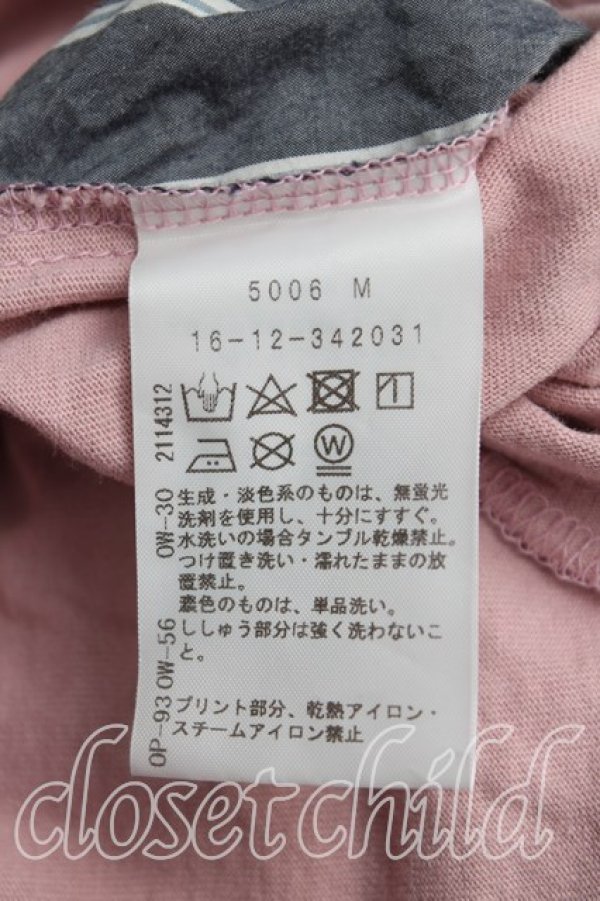 5006 M
16-12-342031
W
生成・淡色系のものは、無蛍光
洗剤を使用し、十分にすすぐ。
水洗いの場合タンブル乾燥禁止。
つけ置き洗い・濡れたままの放
置禁止。
濃色のものは、単品洗い。
ししゅう部分は強く洗わないこ
と。
プリント部分、乾熱アイロン・
スチームアイロン禁止
OP-93 OW-56 OW-30 2114312
closet child